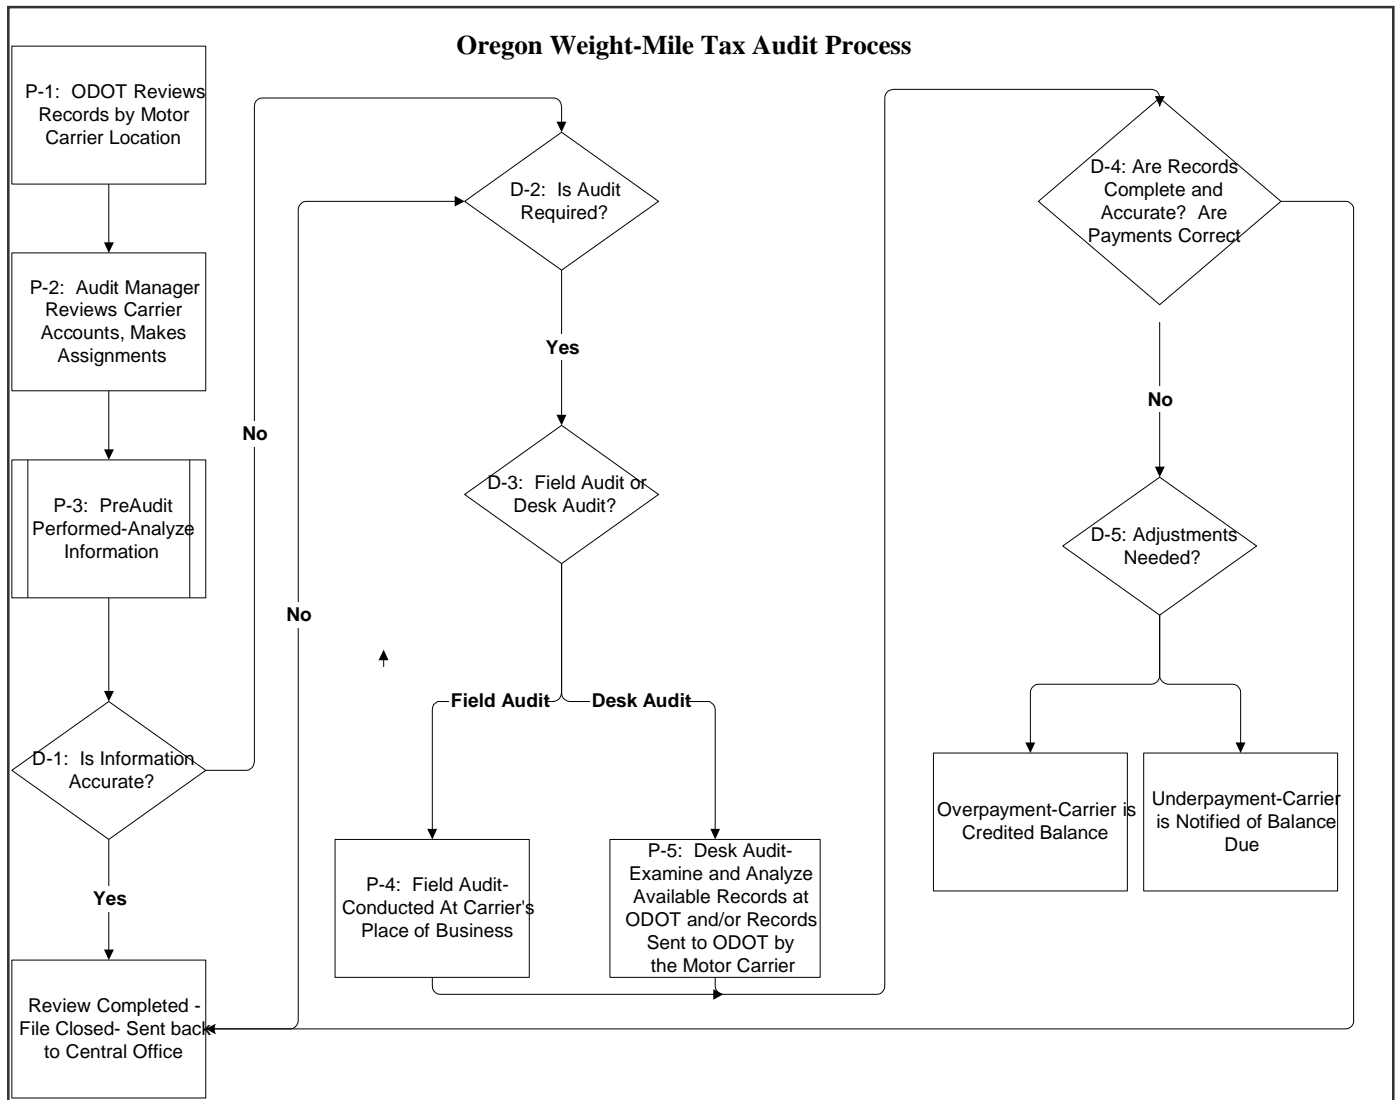 Oregon Weight-Mile Tax Audit Process
P-1: ODOT Reviews
Records by Motor
Carrier Location
P-2: Audit Manager
Reviews Carrier
Accounts, Makes
Assignments
P-3: PreAudit
Performed-Analyze
Information
D-1: Is Information
Accurate?
Yes
Review Completed -
File Closed- Sent back
to Central Office
No
No
D-2: Is Audit
Required?
Yes
D-3: Field Audit or
Desk Audit?
Field Audit
Desk Audit
P-4: Field Audit-
Conducted At Carrier's
Place of Business
P-5: Desk Audit-
Examine and Analyze
Available Records at
ODOT and/or Records
Sent to ODOT by
the Motor Carrier
D-4: Are Records
Complete and
Accurate? Are
Payments Correct
No
D-5: Adjustments
Needed?
Overpayment-Carrier is
Credited Balance
Underpayment-Carrier
is Notified of Balance
Due